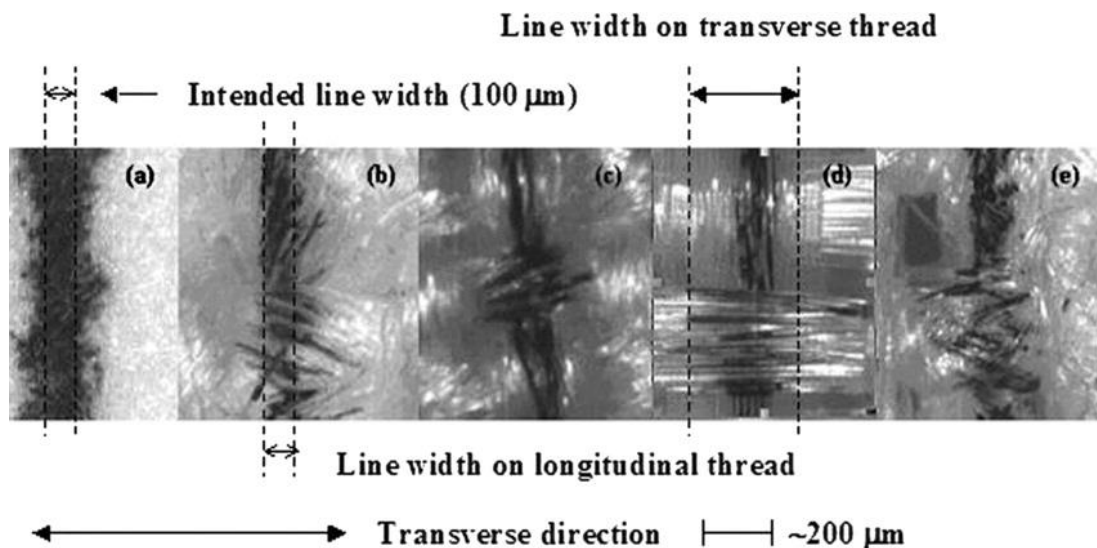 Line width on transverse thread
Intended line width (100 µm)
(a)
(b)
(c)
(d)
(e)
Line width on longitudinal thread
Transverse direction
~200 µm